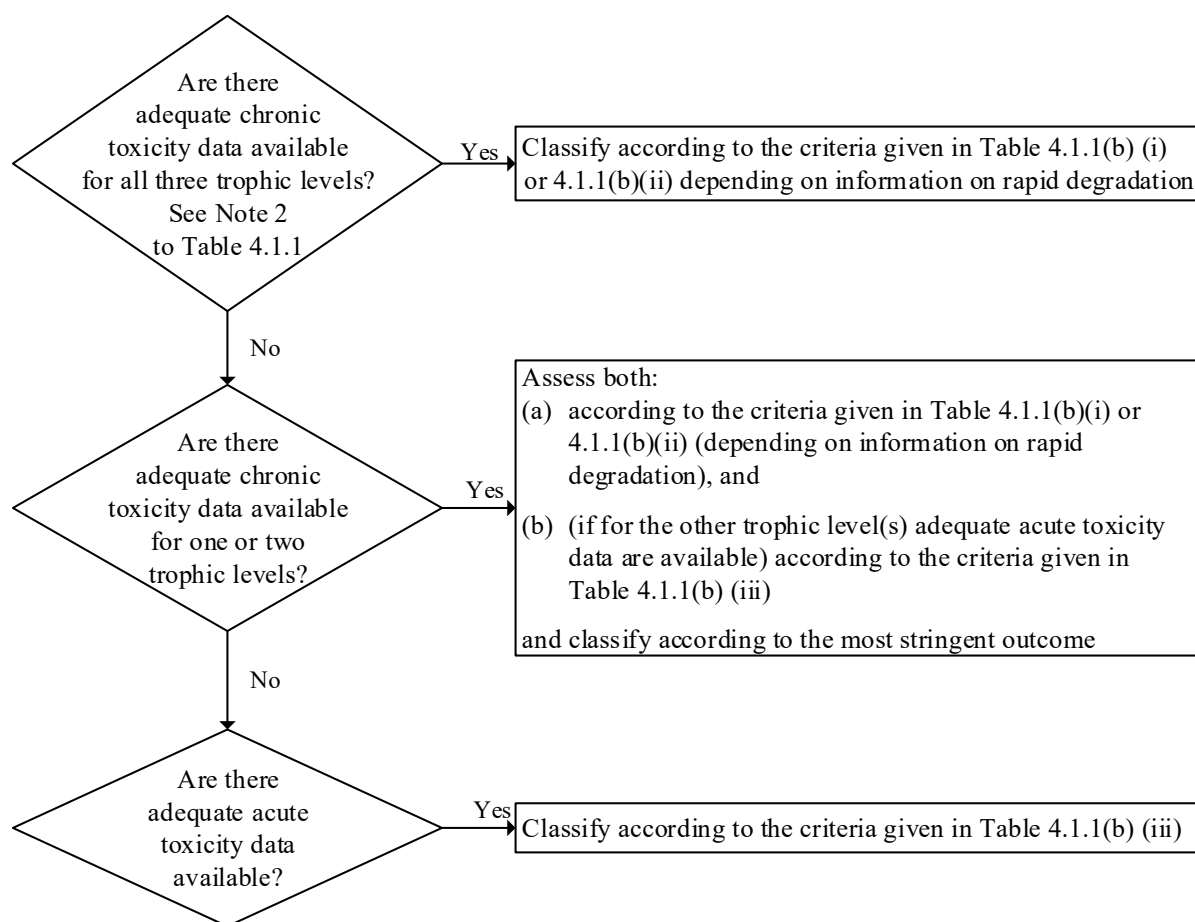 Are there
adequate chronic
toxicity data available
for all three trophic levels?
See Note 2
to Table 4.1.1
Yes
Classify according to the criteria given in Table 4.1.1(b) (i)
or 4.1.1(b)(ii) depending on information on rapid degradation
No
Are there
adequate chronic
toxicity data available
for one or two
trophic levels?
Yes
Assess both:
(a) according to the criteria given in Table 4.1.1(b)(i) or
4.1.1(b)(ii) (depending on information on rapid
degradation), and
(b) (if for the other trophic level(s) adequate acute toxicity
data are available) according to the criteria given in
Table 4.1.1(b) (iii)
and classify according to the most stringent outcome
No
Are there
adequate acute
toxicity data
available?
Yes
Classify according to the criteria given in Table 4.1.1(b) (iii)